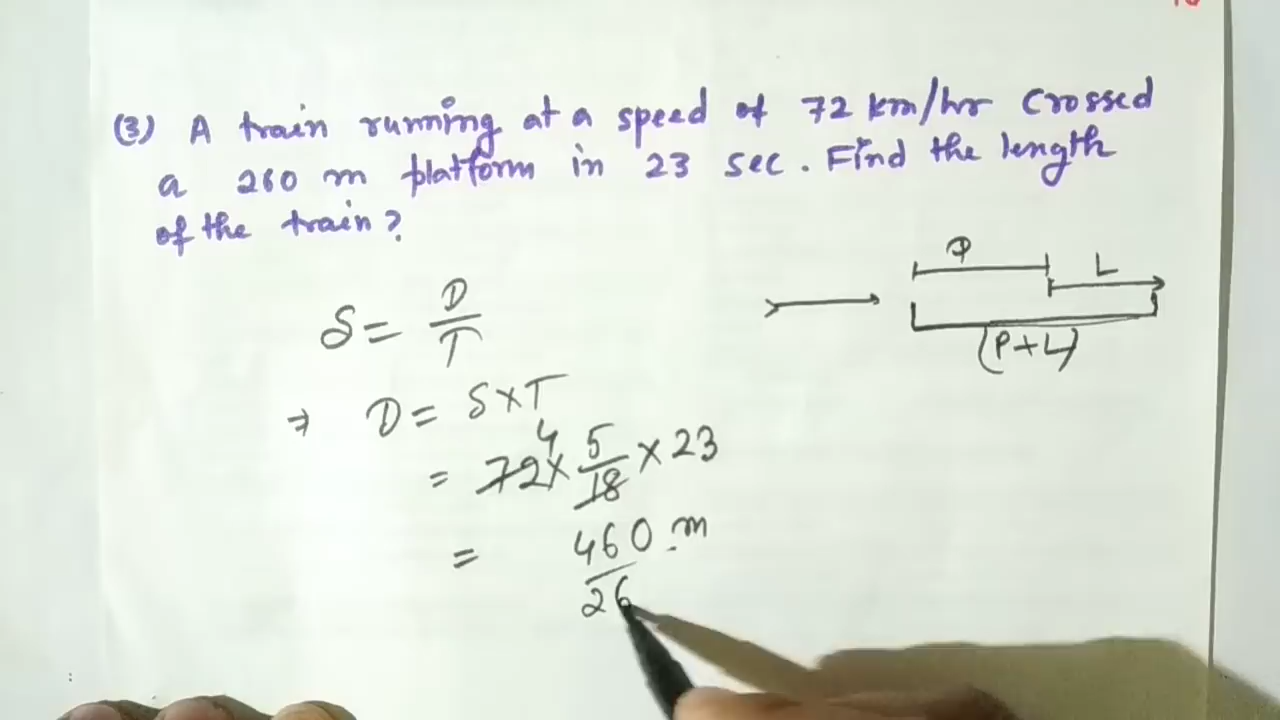 (3) A train running at a speed of 72 km/hr crossed
a 260 m platform in 23 sec. Find the length
of the train?
P L
(P+L)
S = D/T
⇒ D = S×T
= 72 4 × 5/18 × 23
= 460 m
26